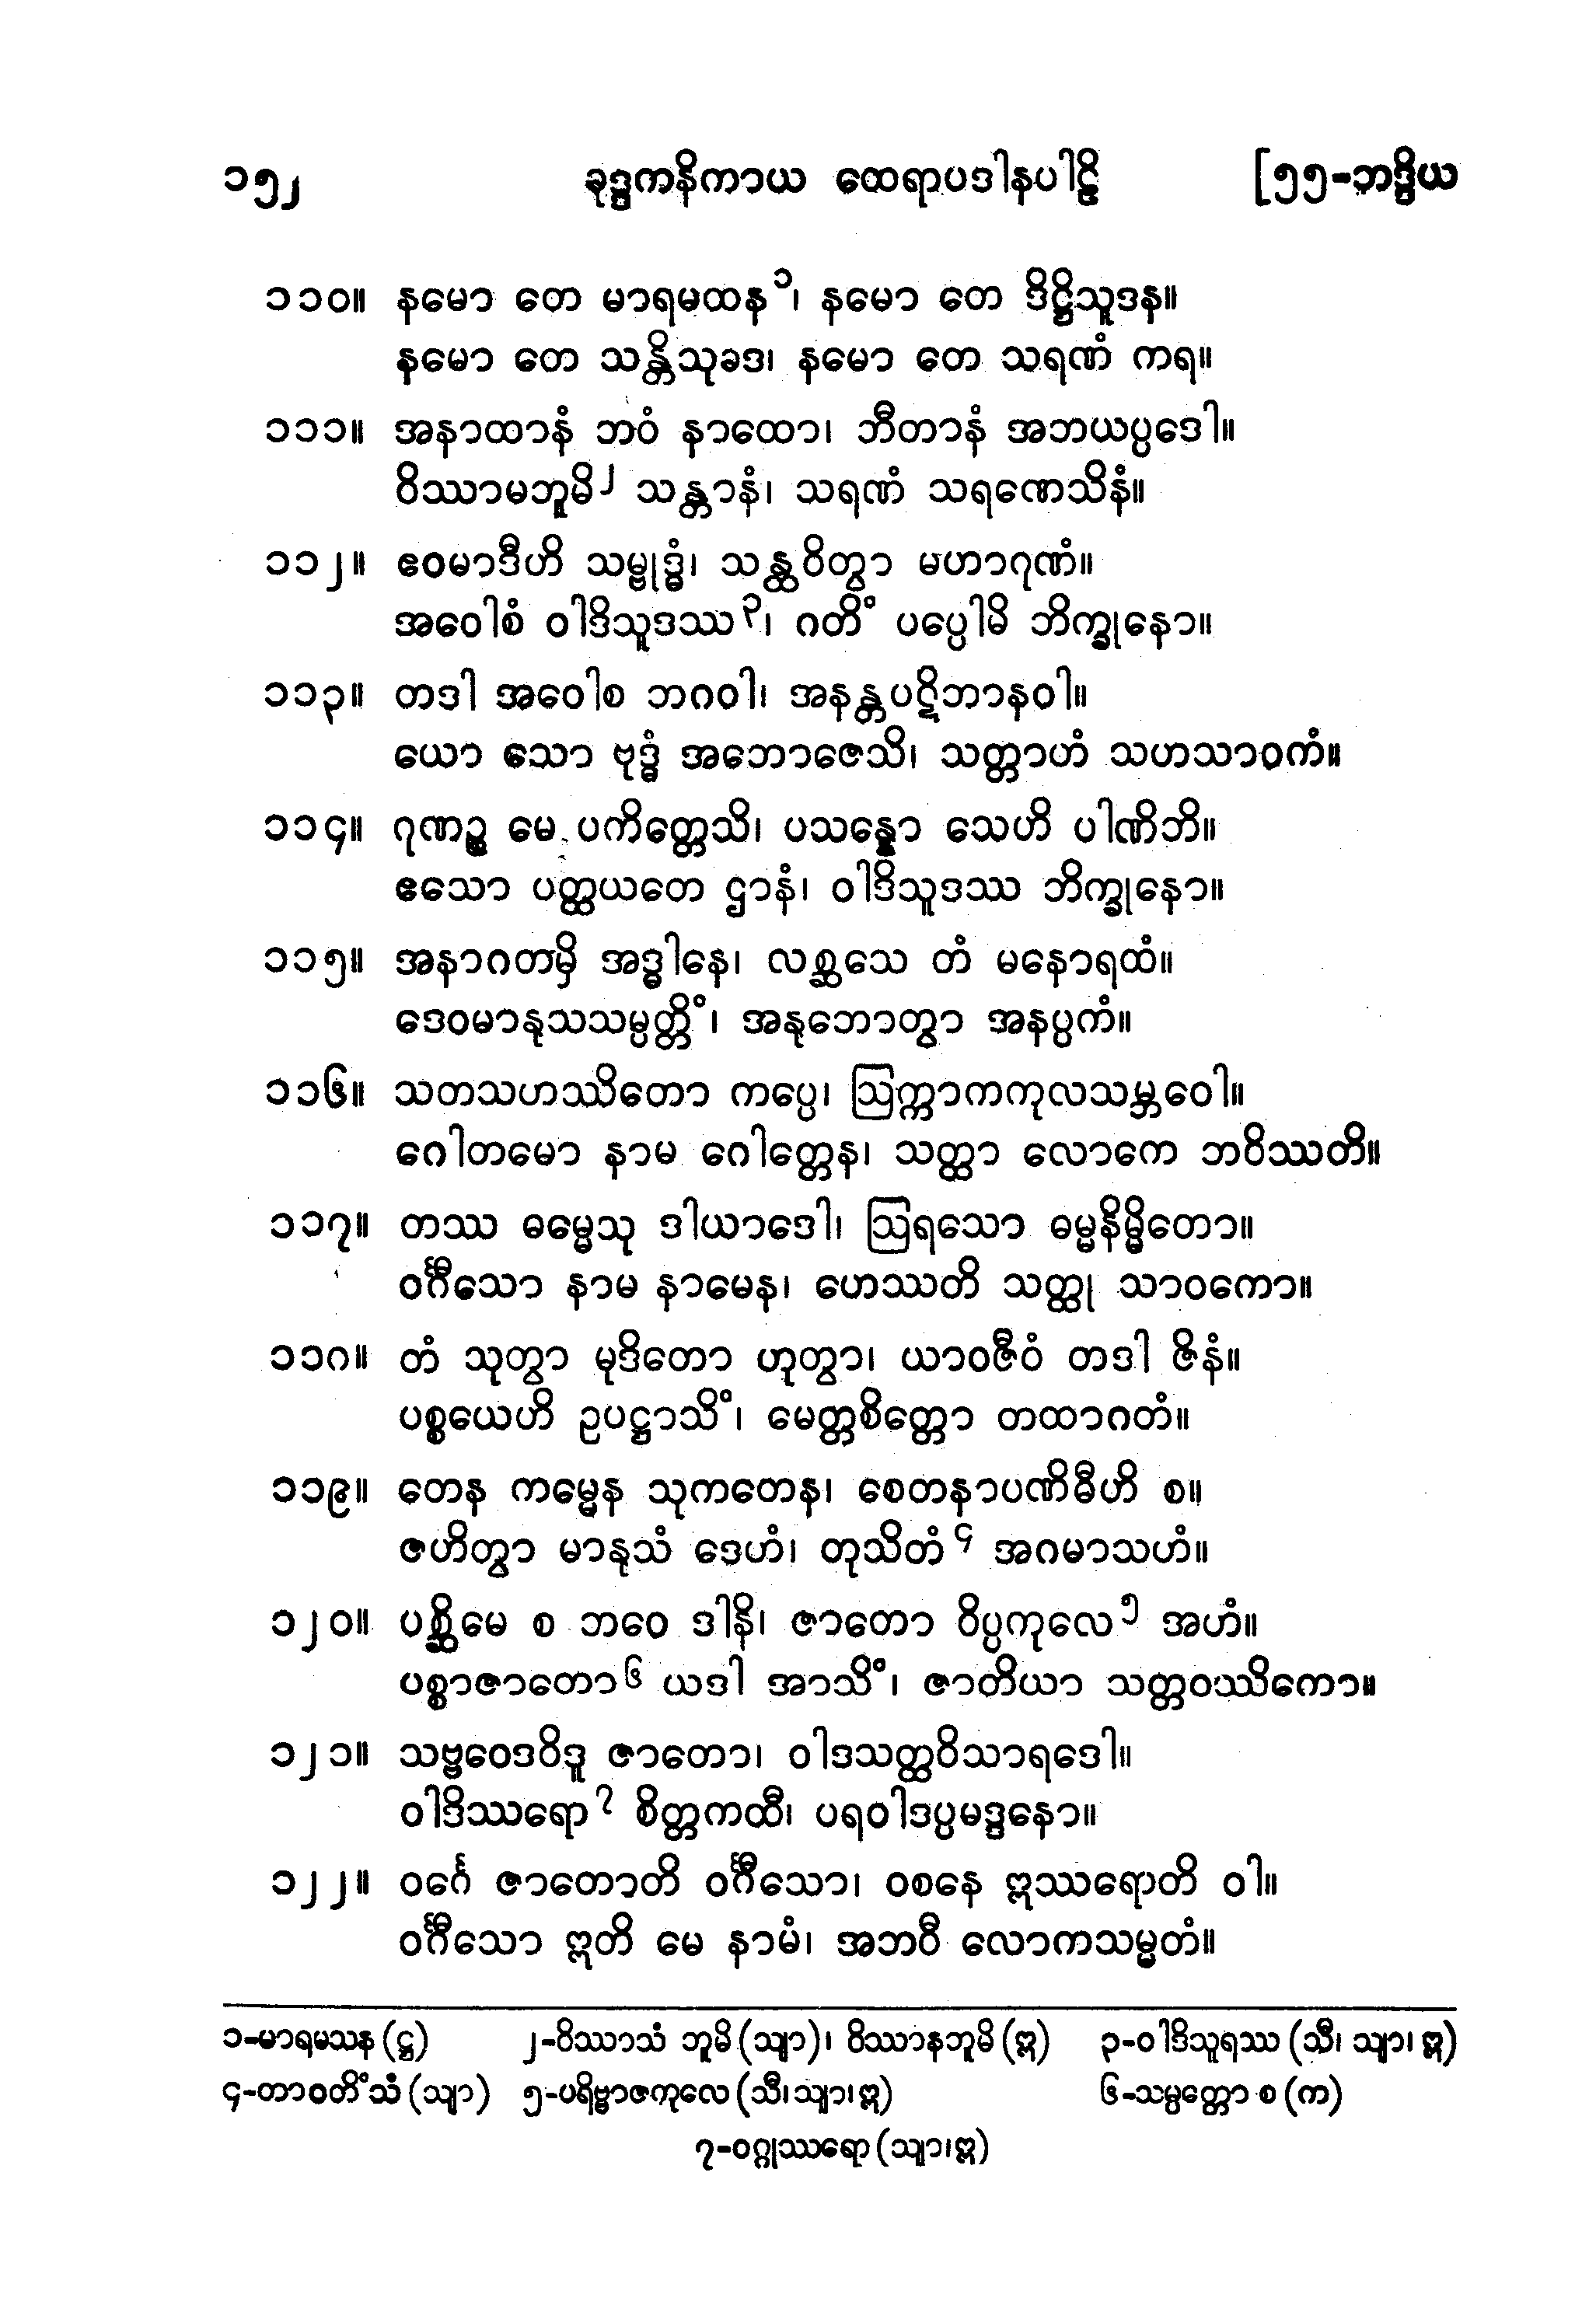 ၁၅၂ ခုဒ္ဒကနိကာယ ထေရာပဒါနပါဠိ [၅၅-ဘဒ္ဒိယ
၁၁၀။ နမော တေ မာရမထန၁၊ နမော တေ ဒိဋ္ဌိသူဒန။
နမော တေ သန္တိသုခဒ၊ နမော တေ သရဏံ ကရ။
၁၁၁။ အနာထာနံ ဘဝံ နာထော၊ ဘီတာနံ အဘယပ္ပဒေါ။
ဝိဿာမဘူမိ၂ သန္တာနံ၊ သရဏံ သရဏေသိနံ။
၁၁၂။ ဧဝမာဒီဟိ သမ္ဗုဒ္ဓံ၊ သန္ထဝိတွာ မဟာဂုဏံ။
အဝေါစံ ဝါဒိသူဒဿ၃၊ ဂတိံ ပပ္ပေါမိ ဘိက္ခုနော။
၁၁၃။ တဒါ အဝေါစ ဘဂဝါ၊ အနန္တပဋိဘာနဝါ။
ယော သော ဗုဒ္ဓံ အဘောဇေသိ၊ သတ္တာဟံ သဟသာဝကံ။
၁၁၄။ ဂုဏဉ္စ မေ ပကိတ္တေသိ၊ ပသန္နော သေဟိ ပါဏိဘိ။
ဧသော ပတ္ထယတေ ဌာနံ၊ ဝါဒိသူဒဿ ဘိက္ခုနော။
၁၁၅။ အနာဂတမှိ အဒ္ဓါနေ၊ လစ္ဆသေ တံ မနောရထံ။
ဒေဝမာနုသသမ္ပတ္တိံ၊ အနုဘောတွာ အနပ္ပကံ။
၁၁၆။ သတသဟဿိတော ကပ္ပေ၊ ဩက္ကာကကုလသမ္ဘဝေါ။
ဂေါတမော နာမ ဂေါတ္တေန၊ သတ္ထာ လောကေ ဘဝိဿတိ။
၁၁၇။ တဿ ဓမ္မေသု ဒါယာဒေါ၊ ဩရသော ဓမ္မနိမ္မိတော။
ဝင်္ဂီသော နာမ နာမေန၊ ဟေဿတိ သတ္ထု သာဝကော။
၁၁၈။ တံ သုတွာ မုဒိတော ဟုတွာ၊ ယာဝဇီဝံ တဒါ ဇိနံ။
ပစ္စယေဟိ ဥပဋ္ဌာသိံ၊ မေတ္တစိတ္တော တထာဂတံ။
၁၁၉။ တေန ကမ္မေန သုကတေန၊ စေတနာပဏိဓီဟိ စ။
ဇဟိတွာ မာနုသံ ဒေဟံ၊ တုသိတံ၄ အဂမာသဟံ။
၁၂၀။ ပစ္ဆိမေ စ ဘဝေ ဒါနိ၊ ဇာတော ဝိပ္ပကုလေ၅ အဟံ။
ပစ္စာဇာတော၆ ယဒါ အာသိံ၊ ဇာတိယာ သတ္တဝဿိကော။
၁၂၁။ သဗ္ဗဝေဒဝိဒူ ဇာတော၊ ဝါဒသတ္ထဝိသာရဒေါ။
ဝါဒိဿရော၇ စိတ္တကထီ၊ ပရဝါဒပ္ပမဒ္ဒနော။
၁၂၂။ ဝင်္ဂေ ဇာတောတိ ဝင်္ဂီသော၊ ဝစနေ ဣဿရောတိ ဝါ။
ဝင်္ဂီသော ဣတိ မေ နာမံ၊ အဘဝီ လောကသမ္မတံ။
၁-မာရမသန (ဋ္ဌ) ၂-ဝိဿာသံ ဘူမိ (သျာ)၊ ဝိဿာနဘူမိ (ဣ) ၃-ဝါဒိသူရဿ (သီ၊ သျာ၊ ဣ)
၄-တာဝတိံသံ (သျာ) ၅-ပရိဗ္ဗာဇကုလေ (သီ၊ သျာ၊ ဣ) ၆-သမ္ပတ္တော စ (က)
၇-ဝဂ္ဂုဿရော (သျာ၊ ဣ)